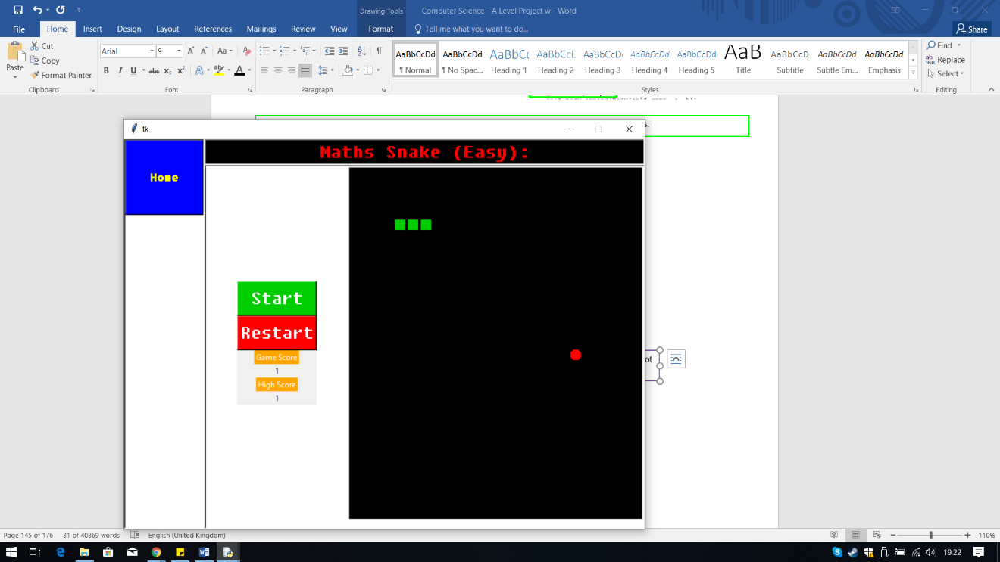 Drawing Tools
Computer Science - A Level Project w - Word
File Home Insert Design Layout References Mailings Review View Format Tell me what you want to do... Share
Paste
Cut
Copy
Format Painter
Arial 9
Clipboard
Font
Paragraph
AaBbCcDd AaBbCcDd AaBbCc AaBbCcD AaBbCcD AaBbCcDd AaBbCcDd AaB AaBbCcD AaBbCcDd AaBbCcDd
¶ Normal ¶ No Spac... Heading 1 Heading 2 Heading 3 Heading 4 Heading 5 Title Subtitle Subtle Em... Emphasis
Styles
Find
Replace
Select
Editing
tk
s.
Home
Maths Snake (Easy):
Start
Restart
Game Score
1
High Score
1
ot
Page 145 of 176 31 of 40369 words English (United Kingdom) 110%
19:22